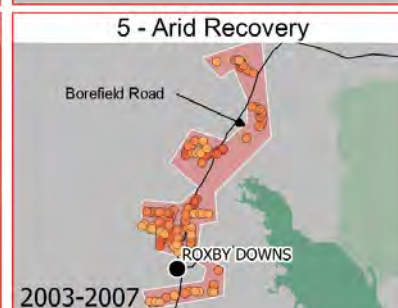 5 - Arid Recovery
Borefield Road
ROXBY DOWNS
2003-2007